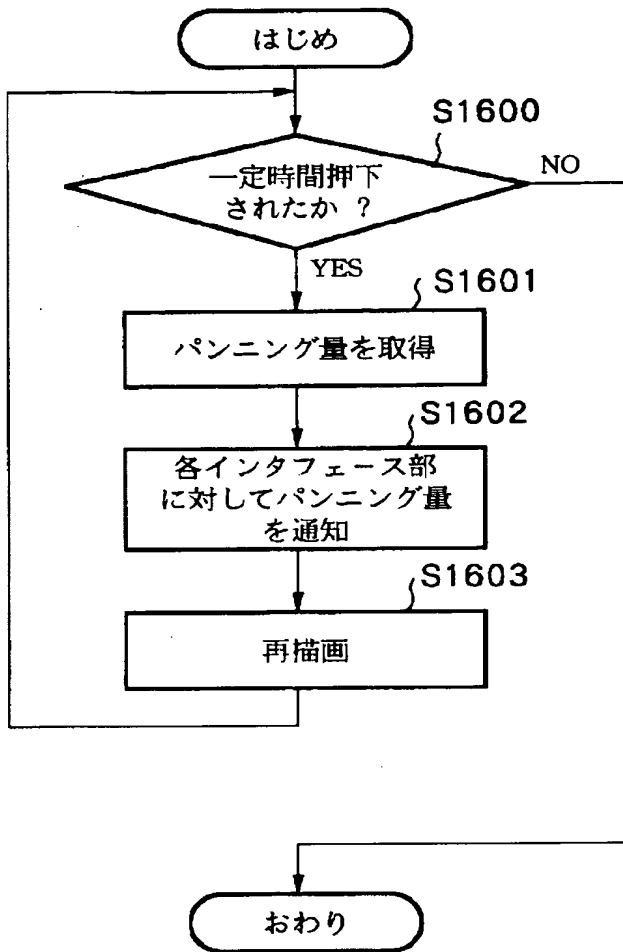 はじめ
S1600
一定時間押下
されたか ?
NO
YES
S1601
パンニング量を取得
S1602
各インタフェース部
に対してパンニング量
を通知
S1603
再描画
おわり